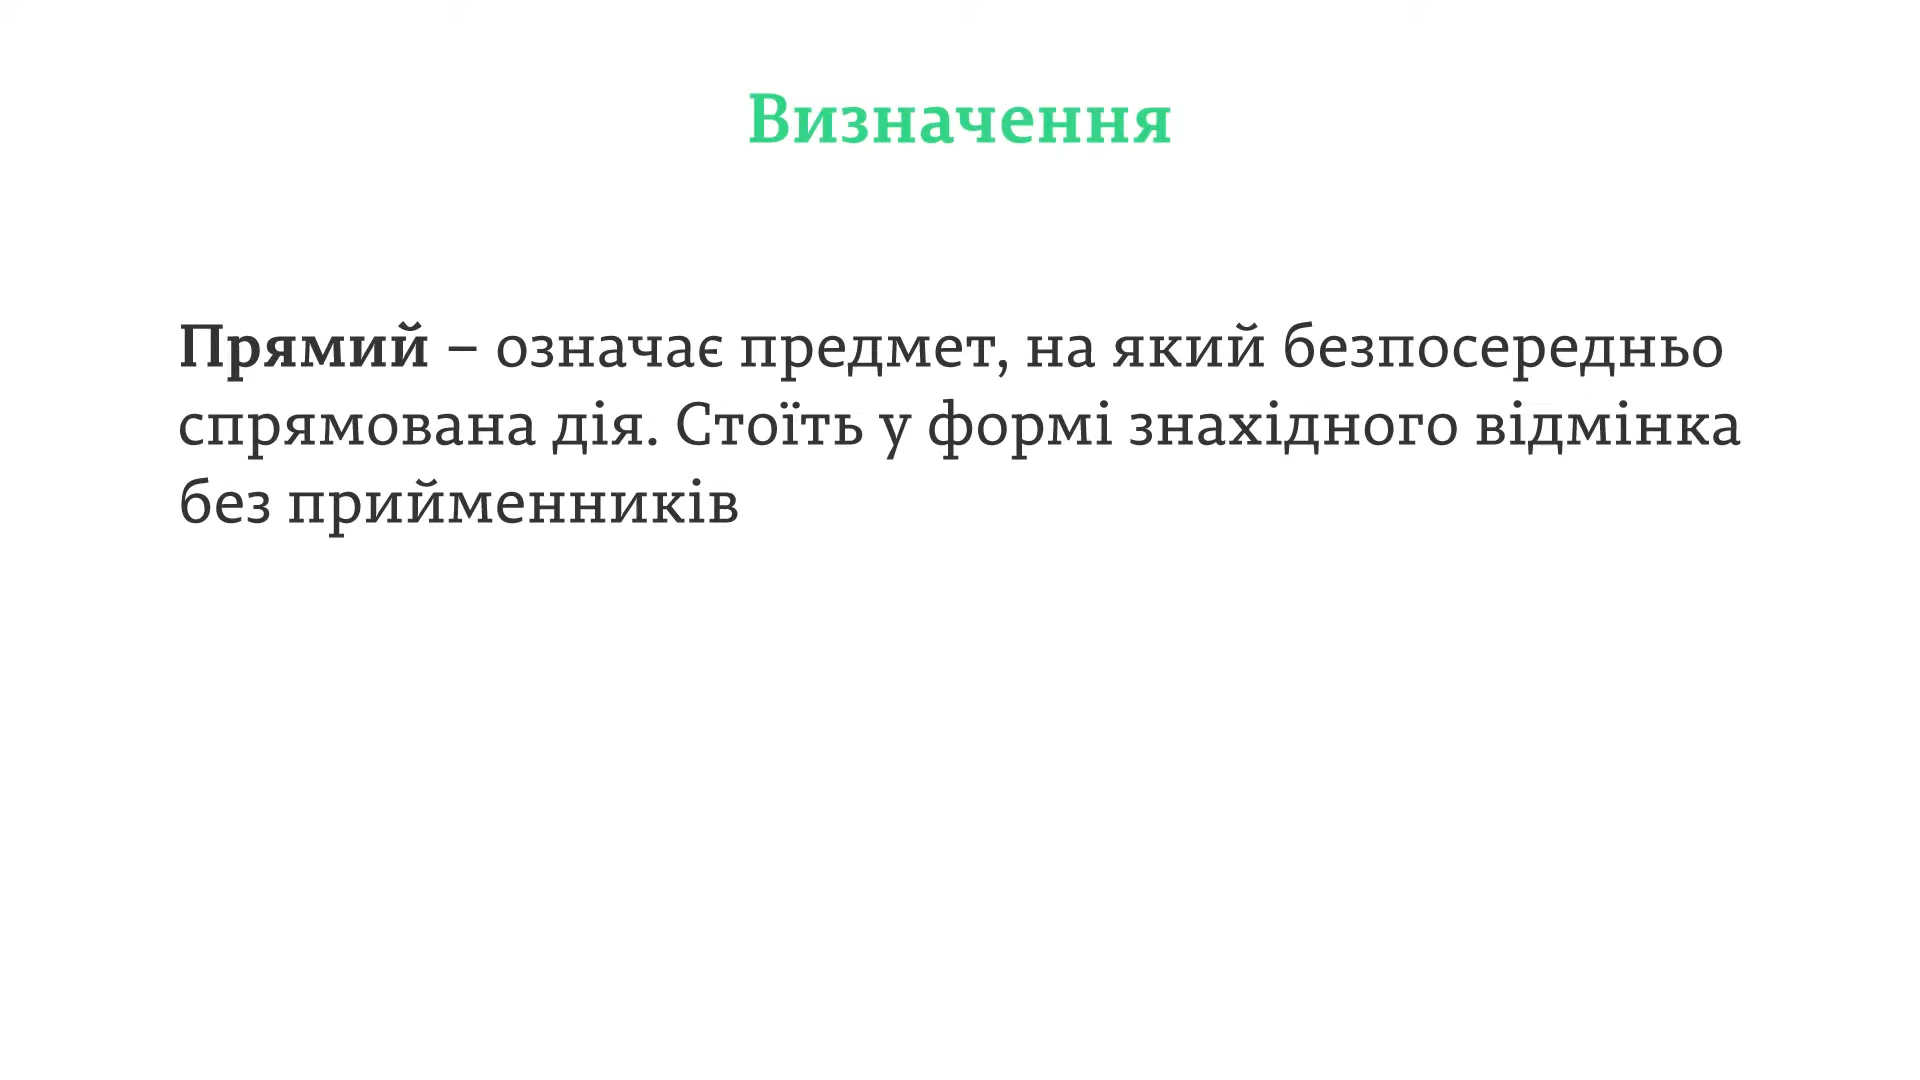 Визначення
Прямий – означає предмет, на який безпосередньо
спрямована дія. Стоїть у формі знахідного відмінка
без прийменників